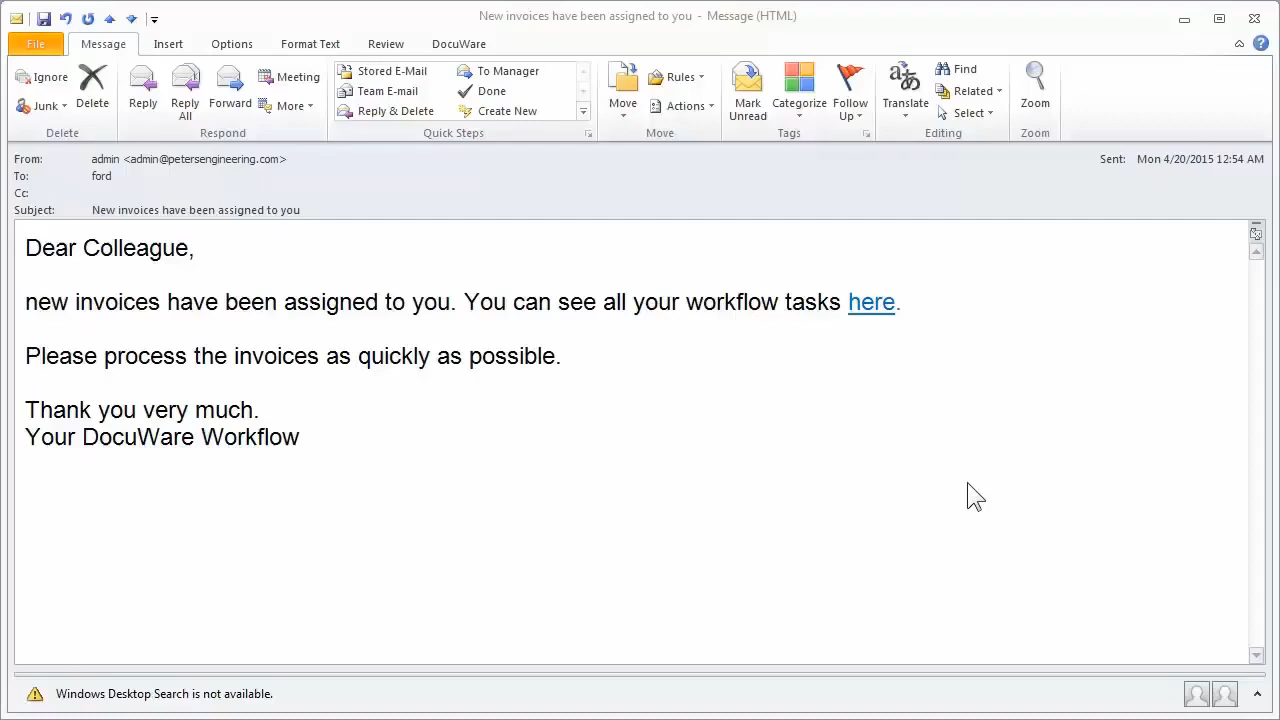 New invoices have been assigned to you - Message (HTML)
File Message Insert Options Format Text Review DocuWare
Ignore
Junk
Delete
Delete
Reply
Reply All
Forward
Meeting
More
Respond
Stored E-Mail
Team E-mail
Reply & Delete
To Manager
Done
Create New
Quick Steps
Move
Rules
Actions
Move
Mark Unread
Categorize
Follow Up
Tags
Translate
Find
Related
Select
Editing
Zoom
Zoom
From: admin <admin@petersengineering.com>
Sent: Mon 4/20/2015 12:54 AM
To: ford
Cc:
Subject: New invoices have been assigned to you
Dear Colleague,
new invoices have been assigned to you. You can see all your workflow tasks here.
Please process the invoices as quickly as possible.
Thank you very much.
Your DocuWare Workflow
Windows Desktop Search is not available.